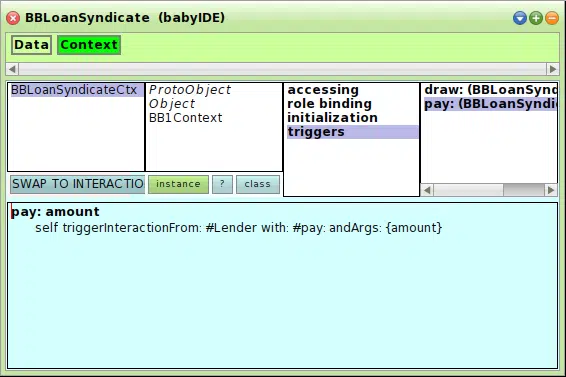 BBLoanSyndicate (babyIDE)
Data Context
BBLoanSyndicateCtx
ProtoObject
Object
BB1Context
accessing
role binding
initialization
triggers
draw: (BBLoanSynd
pay: (BBLoanSyndi
SWAP TO INTERACTIO
instance ? class
pay: amount
self triggerInteractionFrom: #Lender with: #pay: andArgs: {amount}